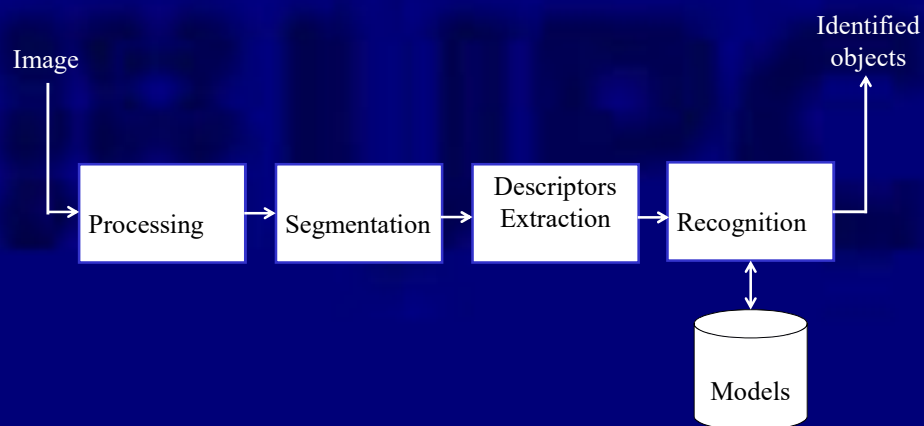 Identified
objects
Image
Processing
Segmentation
Descriptors
Extraction
Recognition
Models